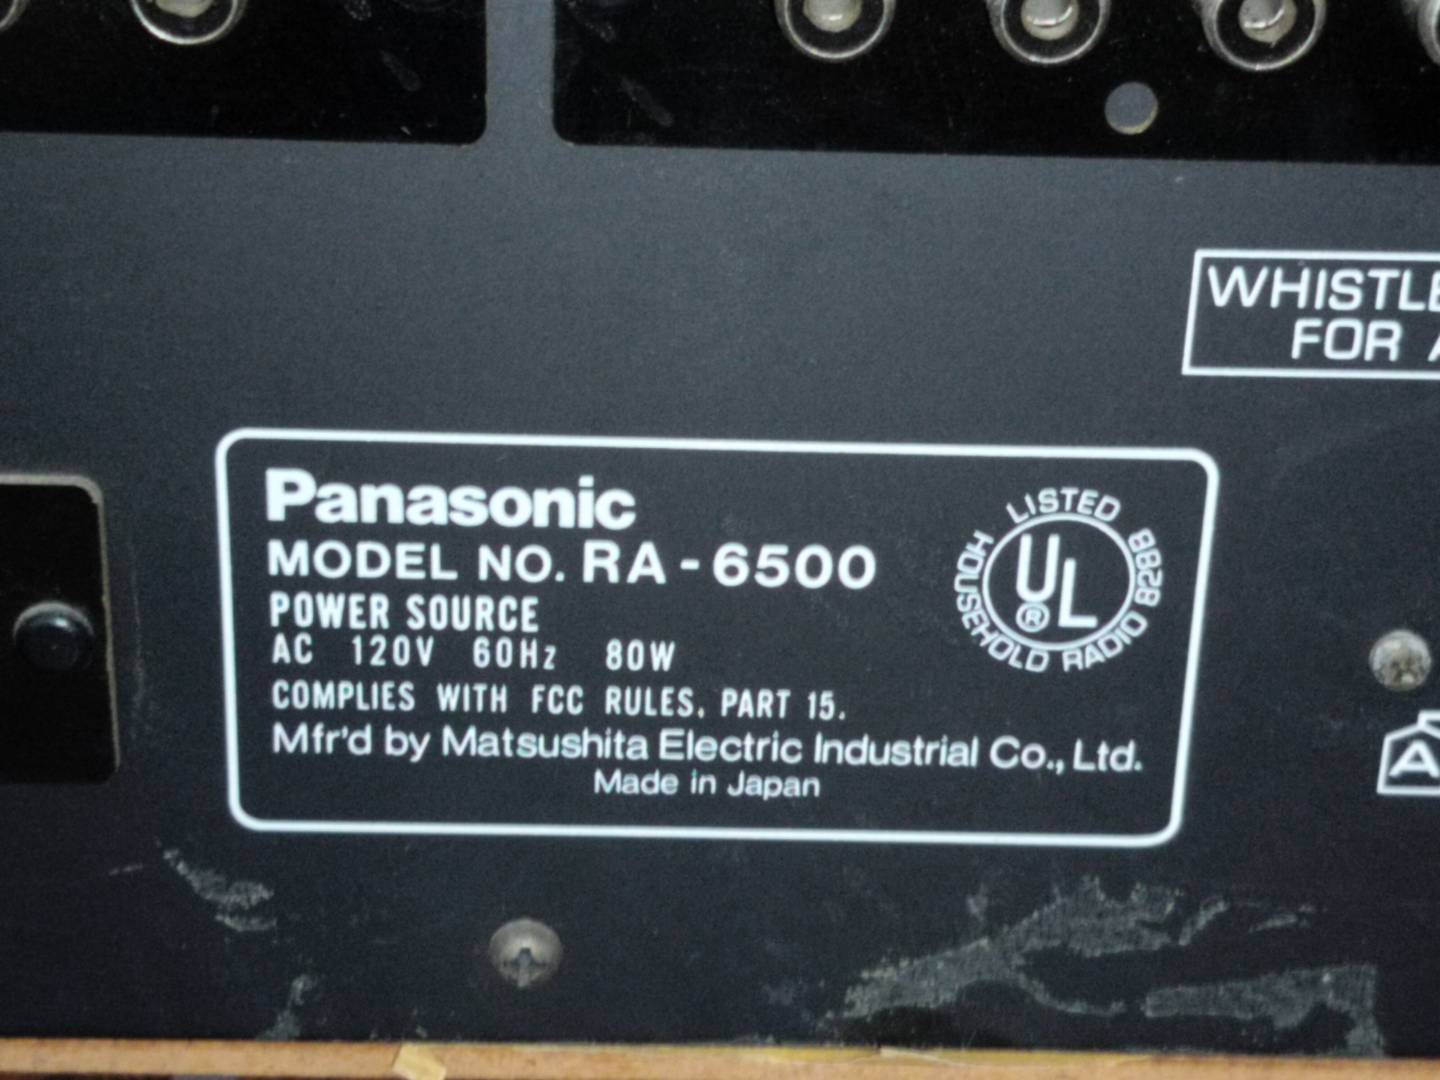 WHISTLE
FOR A
Panasonic
MODEL NO. RA-6500
POWER SOURCE
AC 120V 60Hz 80W
COMPLIES WITH FCC RULES, PART 15.
Mfr'd by Matsushita Electric Industrial Co., Ltd.
Made in Japan
LISTED 828B
UL ®
HOUSEHOLD RADIO
A